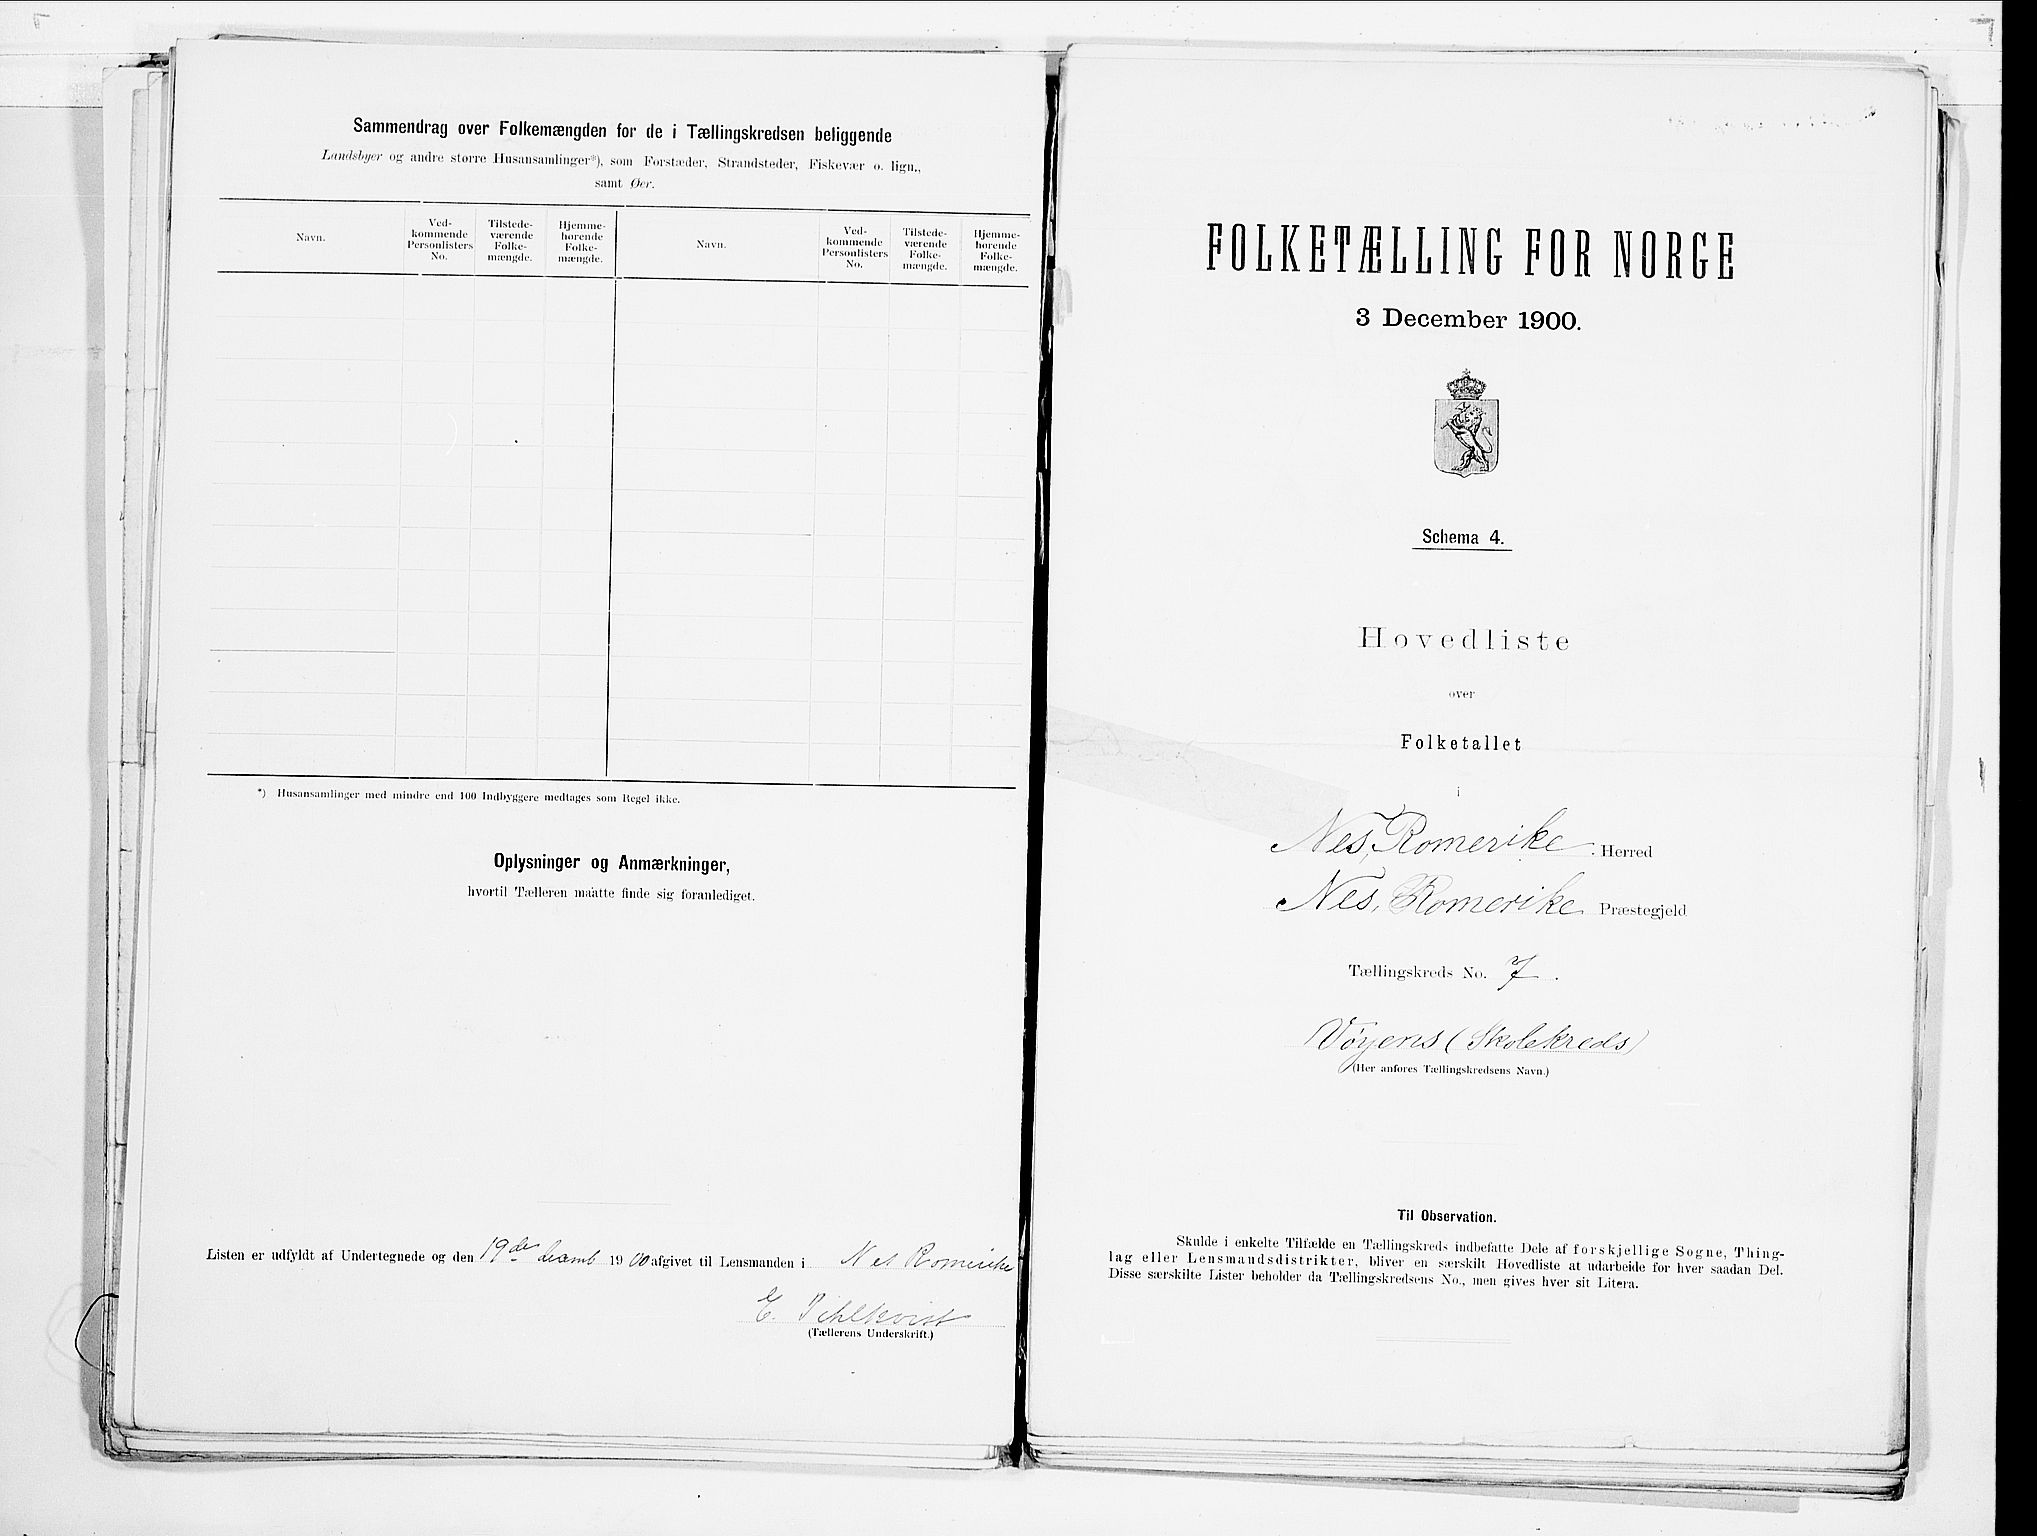 Sammendrag over Folkemængden for de i Tællingskredsen beliggende
Landsbyer og andre større Husansamlinger*), som Forstæder, Strandsteder, Fiskevær o. lign.,
samt Øer.
Navn.
Ved-
kommende
Personlisters
No.
Tilstede-
værende
Folke-
mængde.
Hjemme-
hørende
Folke-
mængde.
Navn.
Ved-
kommende
Personlisters
No.
Tilstede-
værende
Folke-
mængde.
Hjemme-
hørende
Folke-
mængde.
*) Husansamlinger med mindre end 100 Indbyggere medtages som Regel ikke.
Oplysninger og Anmærkninger,
hvortil Tælleren maatte finde sig foranlediget.
Listen er udfyldt af Undertegnede og den 19de decemb 1900 afgivet til Lensmanden i Nes Romerike
E. Pihlkvist
(Tællerens Underskrift.)
FOLKETÆLLING FOR NORGE
3 December 1900.
Schema 4.
Hovedliste
over
Folketallet
i
Nes, Romerike. Herred
Nes, Romerike Præstegjeld
Tællingskreds No. 7.
Vøyens (Skolekreds)
(Her anføres Tællingskredsens Navn.)
Til Observation.
Skulde i enkelte Tilfælde en Tællingskreds indbefatte Dele af forskjellige Sogne, Thing-
lag eller Lensmandsdistrikter, bliver en særskilt Hovedliste at udarbeide for hver saadan Del.
Disse særskilte Lister beholder da Tællingskredsens No., men gives hver sit Litera.